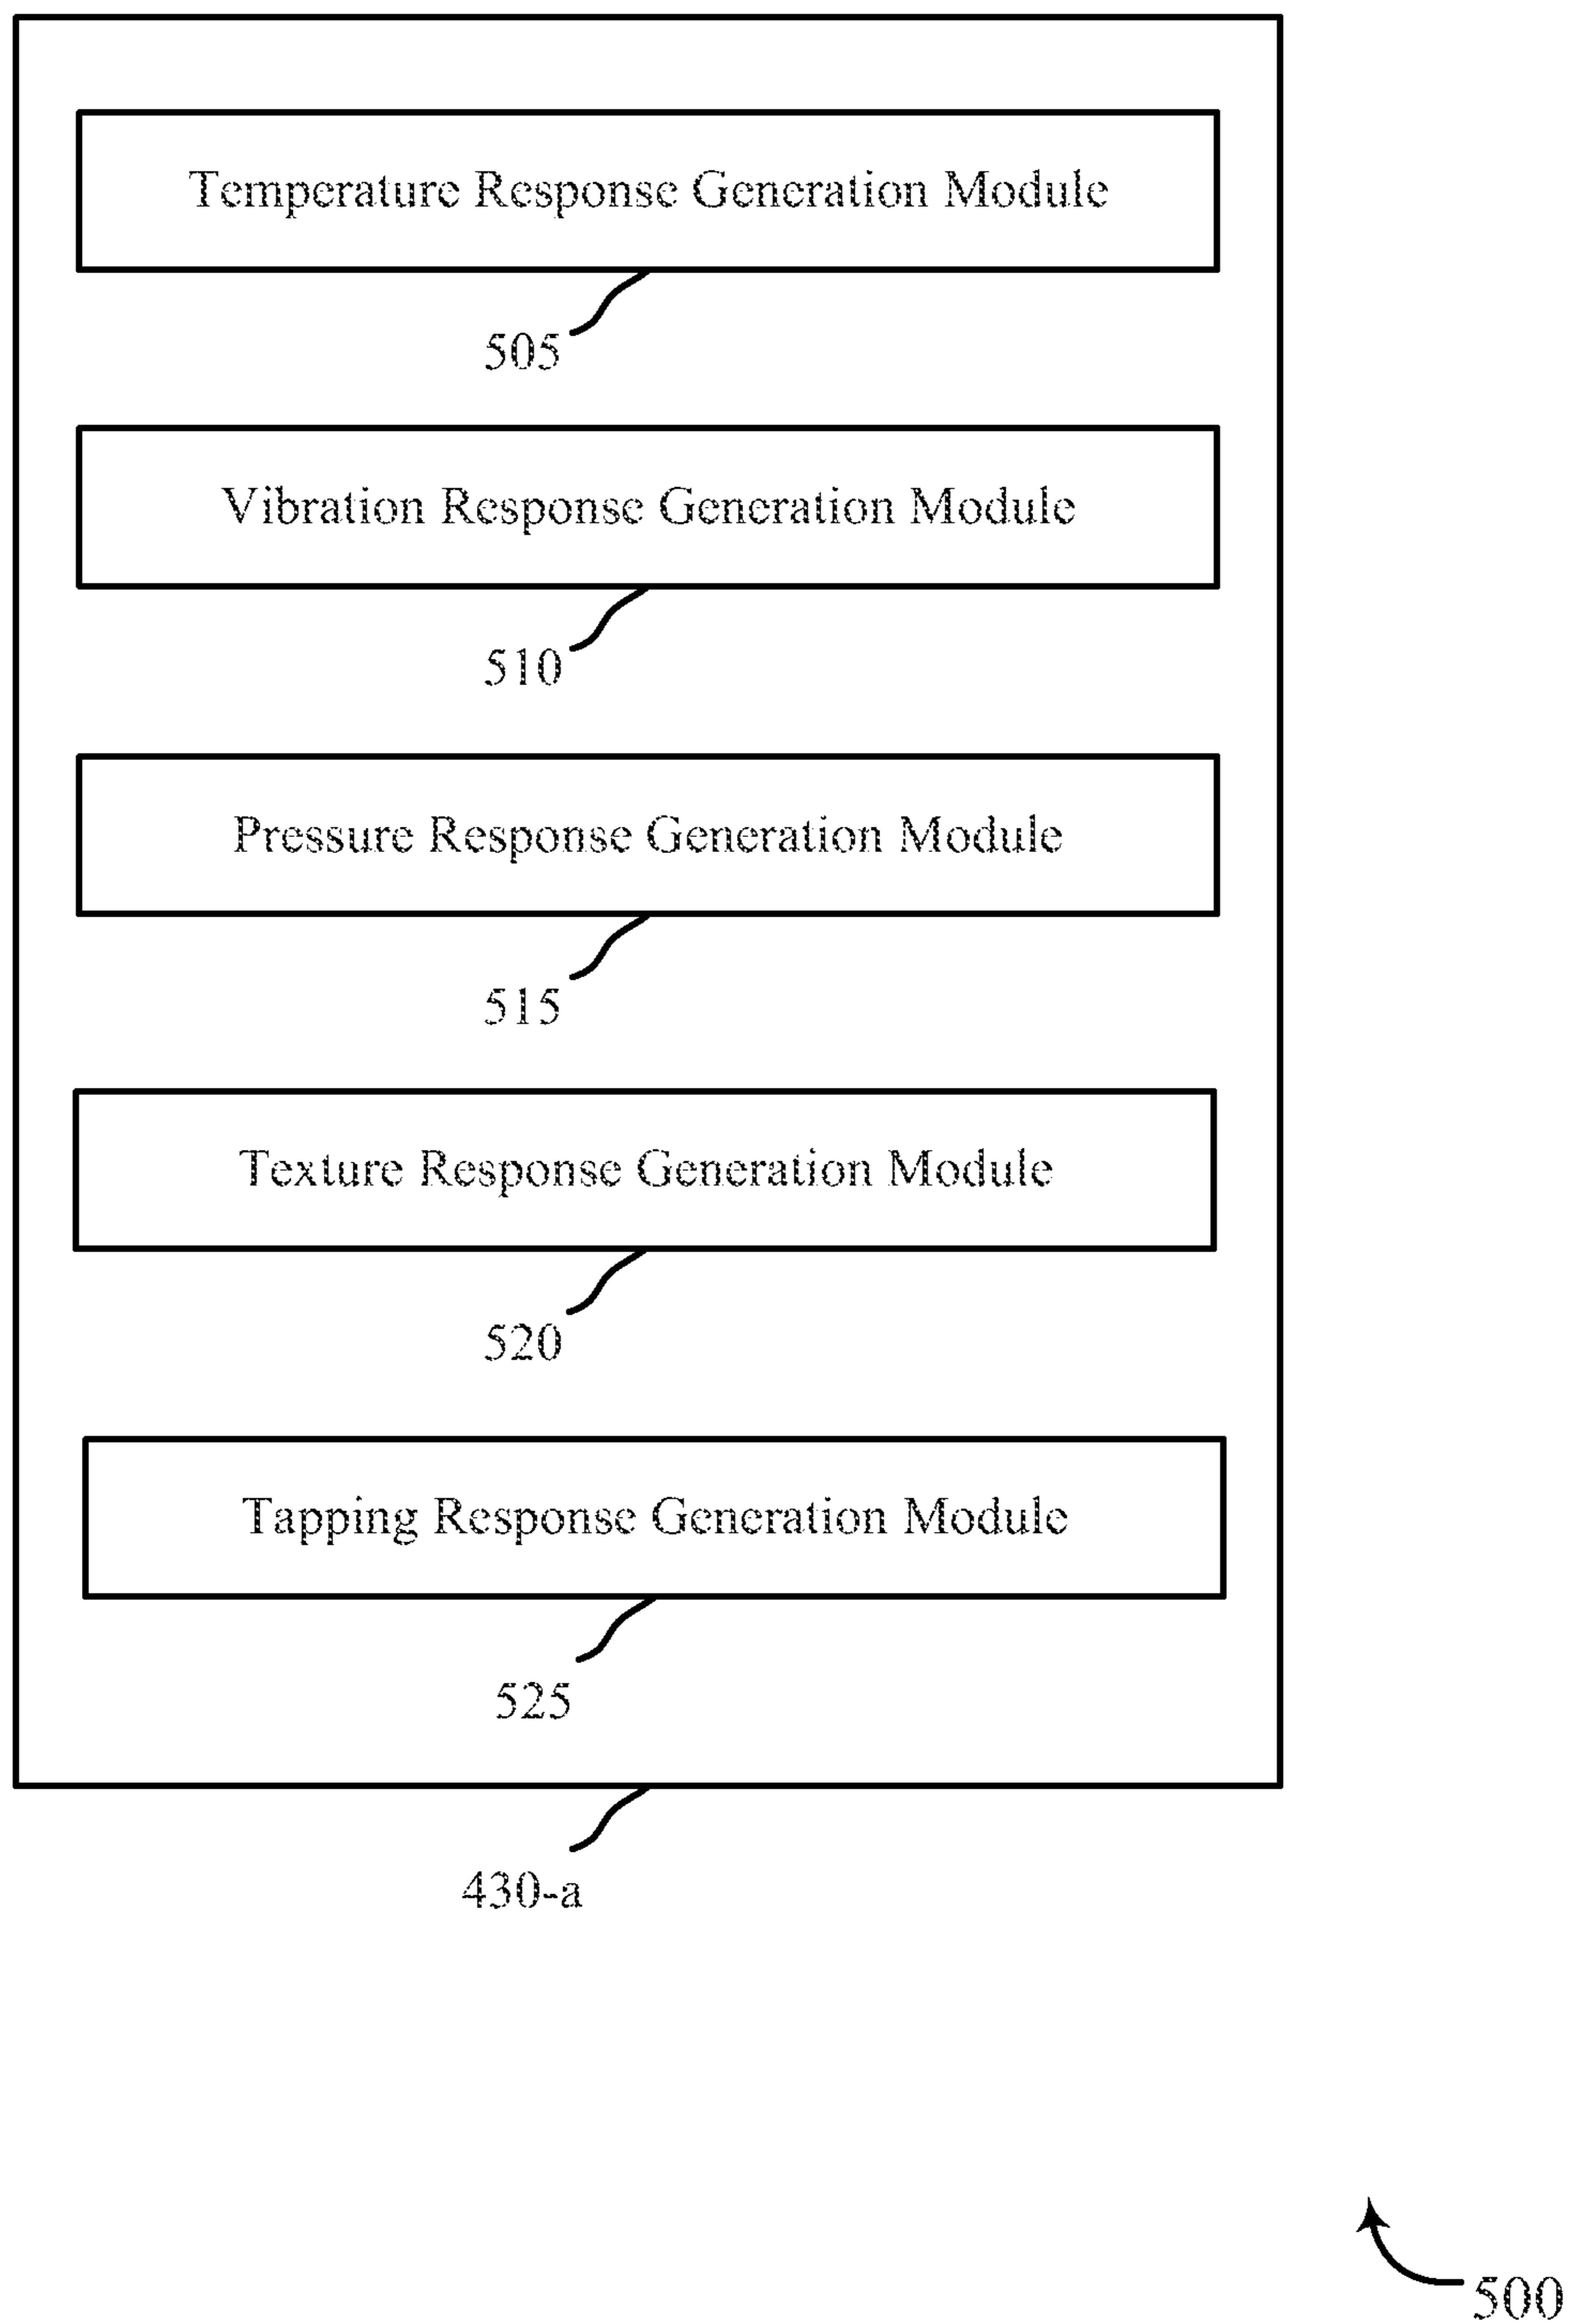 Temperature Response Generation Module
505
Vibration Response Generation Module
510
Pressure Response Generation Module
515
Texture Response Generation Module
520
Tapping Response Generation Module
525
430-a
500